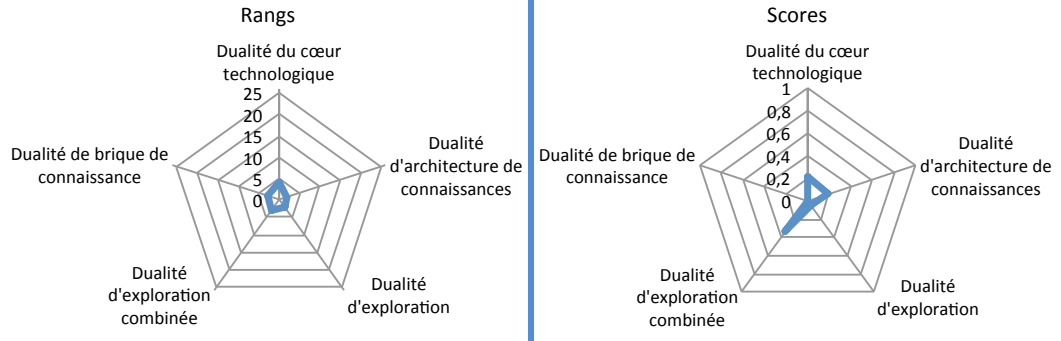 Rangs
Dualité du cœur
technologique
25
20
15
10
5
0
Dualité
d'architecture de
connaissances
Dualité
d'exploration
Dualité
d'exploration
combinée
Dualité de brique de
connaissance
Scores
Dualité du cœur
technologique
1
0,8
0,6
0,4
0,2
0
Dualité
d'architecture de
connaissances
Dualité
d'exploration
Dualité
d'exploration
combinée
Dualité de brique de
connaissance